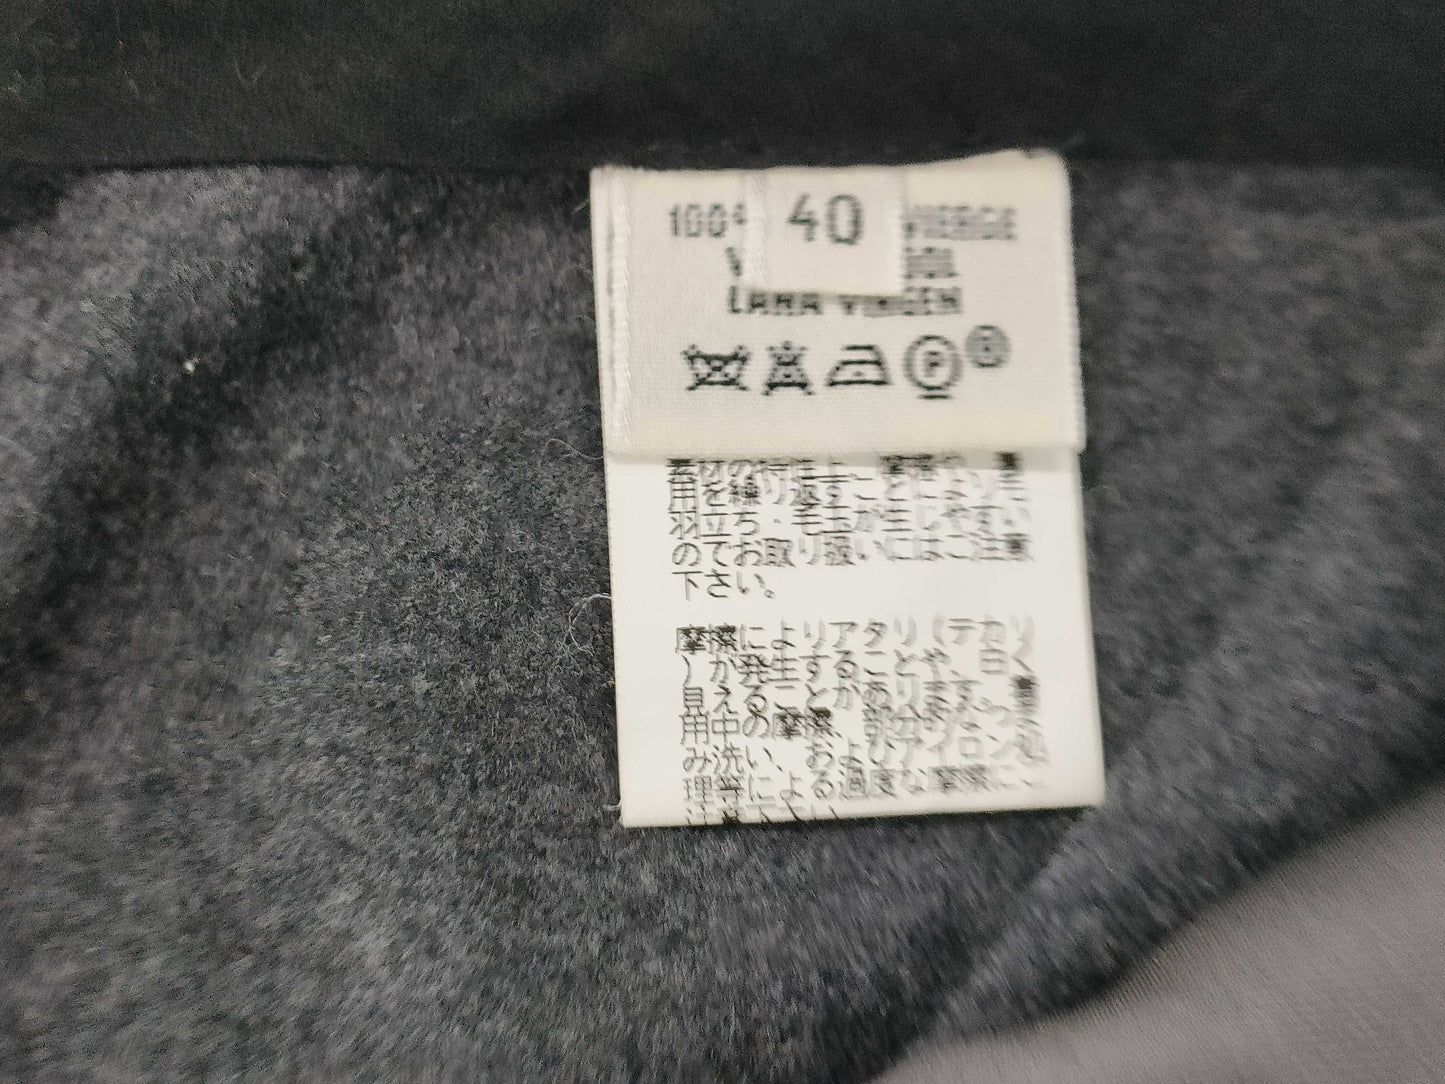 40
100% VIERGE
LANA VIRGEN
P
素材の特性上、摩擦や、着
用を繰り返すことにより毛
羽立ち・毛玉が生じやすい
のでお取り扱いにはご注意
下さい。
摩擦によりアタリ(テカリ
)が発生することや、白く
見えることがあります。着
用中の摩擦、部分的なつま
み洗い、およびアイロン処
理等による過度な摩擦に、